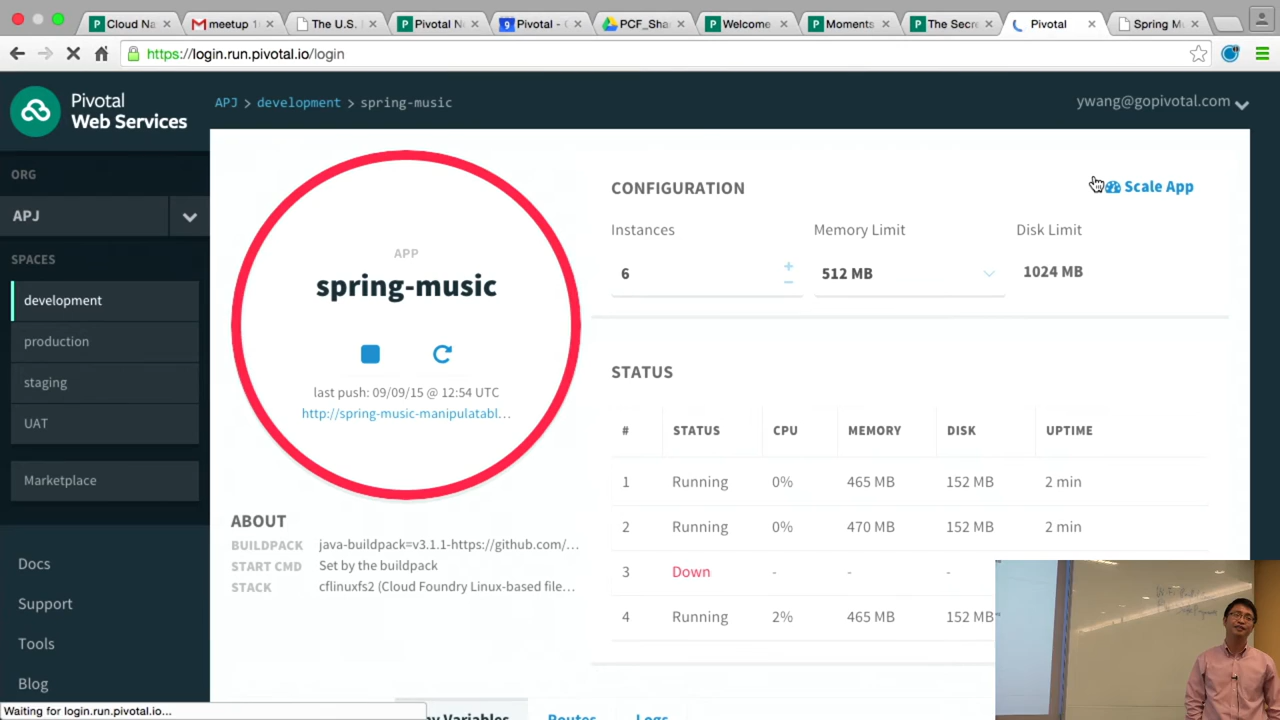 Cloud Na
meetup 1
The U.S.
Pivotal N
Pivotal - C
PCF_Sha
Welcome
Moments
The Secre
Pivotal
Spring M
https://login.run.pivotal.io/login
Pivotal
Web Services
APJ > development > spring-music
ywang@gopivotal.com
ORG
APJ
SPACES
development
production
staging
UAT
Marketplace
Docs
Support
Tools
Blog
APP
spring-music
last push: 09/09/15 @ 12:54 UTC
http://spring-music-manipulatabl...
ABOUT
BUILDPACK java-buildpack=v3.1.1-https://github.com/...
START CMD Set by the buildpack
STACK cflinuxfs2 (Cloud Foundry Linux-based file...
CONFIGURATION
Scale App
Instances Memory Limit Disk Limit
6 512 MB 1024 MB
STATUS
# STATUS CPU MEMORY DISK UPTIME
1 Running 0% 465 MB 152 MB 2 min
2 Running 0% 470 MB 152 MB 2 min
3 Down - - -
4 Running 2% 465 MB 152 MB
Variables Routes Logs
Waiting for login.run.pivotal.io...